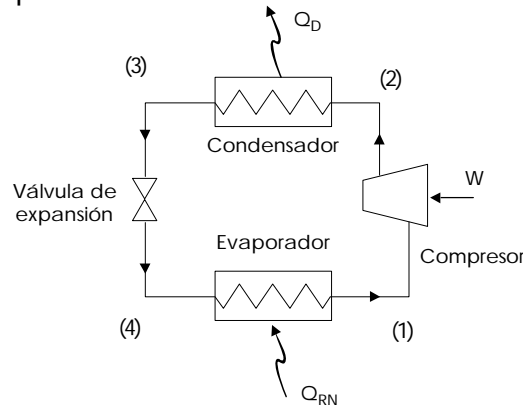 Q_D
(3)
(2)
Condensador
W
Válvula de
expansión
Evaporador
Compresor
(4)
(1)
Q_RN